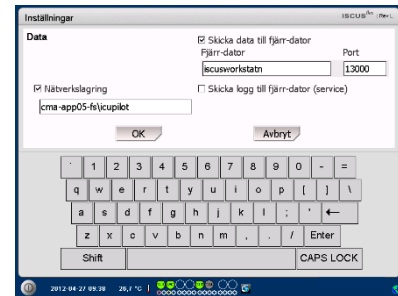 Inställningar
ISCUSflex | Rev L
Data
Skicka data till fjärr-dator
Fjärr-dator Port
iscusworkstatn 13000
Nätverkslagring Skicka logg till fjärr-dator (service)
cma-app05-fs\icupilot
OK Avbryt
` 1 2 3 4 5 6 7 8 9 0 - =
q w e r t y u i o p [ ] \
a s d f g h j k l ; ' ←
z x c v b n m , . / Enter
Shift CAPS LOCK
2012-04-27 09.38 28,7 °C